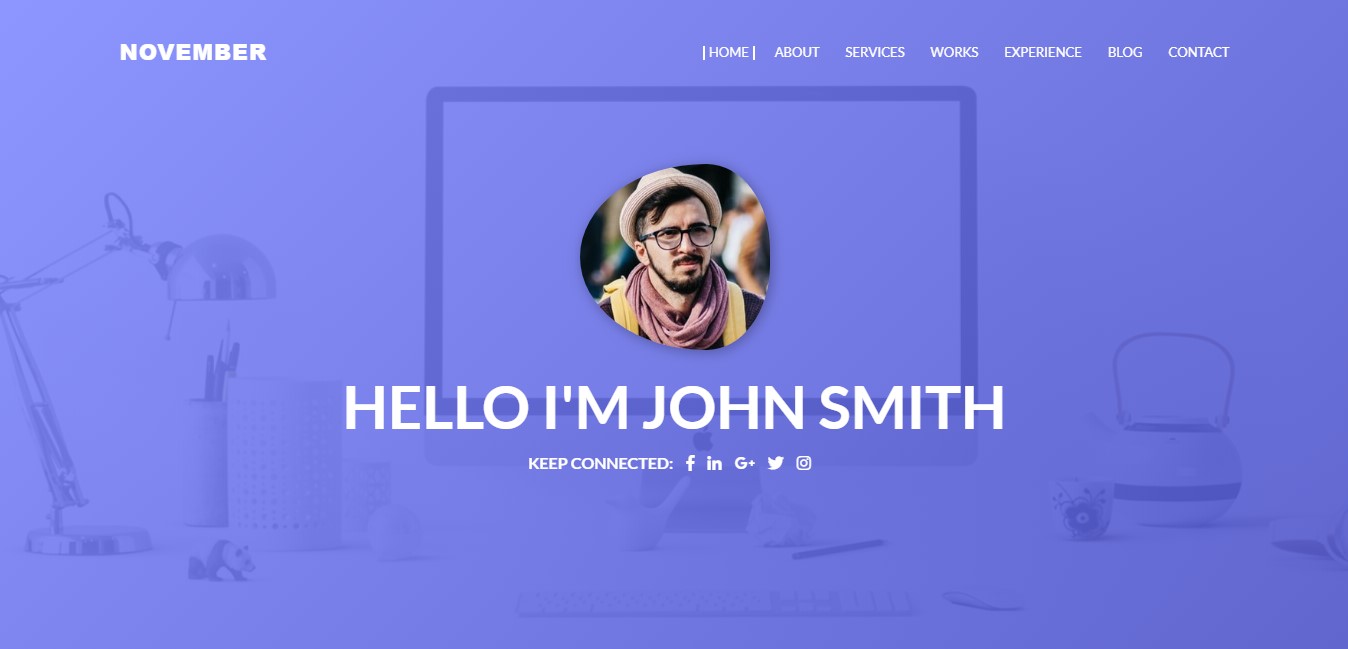 NOVEMBER
| HOME | ABOUT SERVICES WORKS EXPERIENCE BLOG CONTACT
HELLO I'M JOHN SMITH
KEEP CONNECTED: f in G+